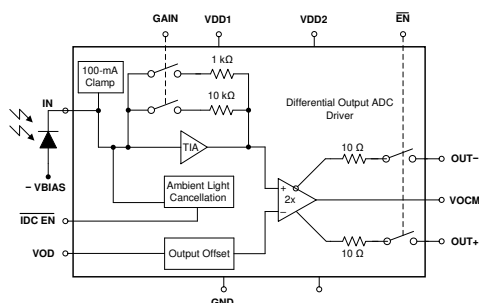 GAIN
VDD1
VDD2
EN
1 kΩ
100-mA
Clamp
10 kΩ
Differential Output ADC
Driver
IN
TIA
10 Ω
OUT−
− VBIAS
Ambient Light
Cancellation
+
2x
−
VOCM
IDC EN
VOD
Output Offset
10 Ω
OUT+
GND